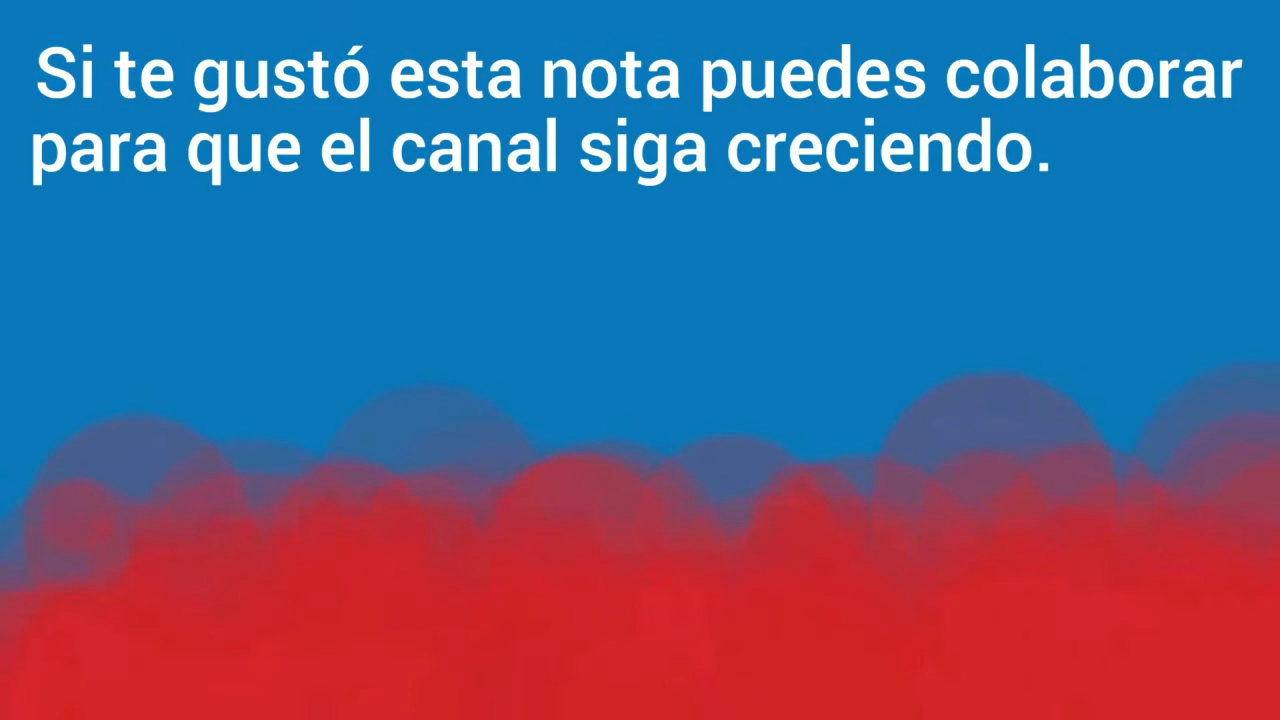 Si te gustó esta nota puedes colaborar
para que el canal siga creciendo.